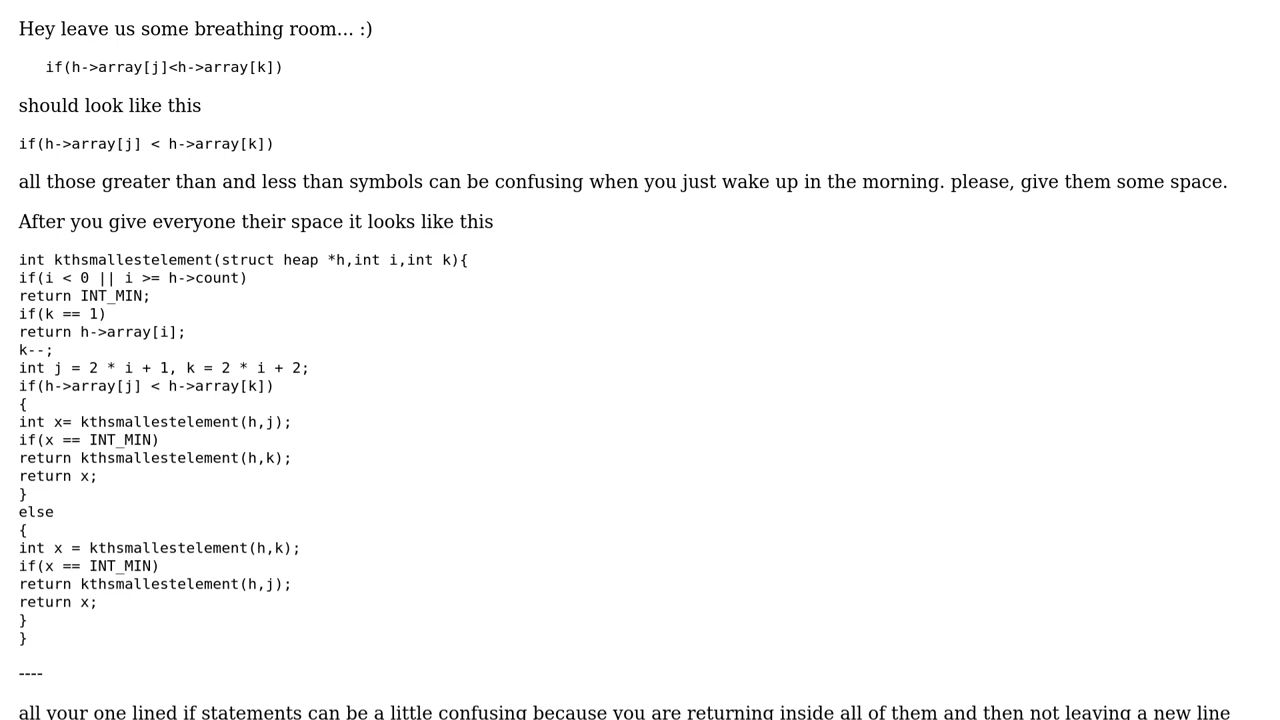 Hey leave us some breathing room... :)
if(h->array[j]<h->array[k])
should look like this
if(h->array[j] < h->array[k])
all those greater than and less than symbols can be confusing when you just wake up in the morning. please, give them some space.
After you give everyone their space it looks like this
int kthsmallestelement(struct heap *h,int i,int k){
if(i < 0 || i >= h->count)
return INT_MIN;
if(k == 1)
return h->array[i];
k--;
int j = 2 * i + 1, k = 2 * i + 2;
if(h->array[j] < h->array[k])
{
int x= kthsmallestelement(h,j);
if(x == INT_MIN)
return kthsmallestelement(h,k);
return x;
}
else
{
int x = kthsmallestelement(h,k);
if(x == INT_MIN)
return kthsmallestelement(h,j);
return x;
}
}
----
all your one lined if statements can be a little confusing because you are returning inside all of them and then not leaving a new line